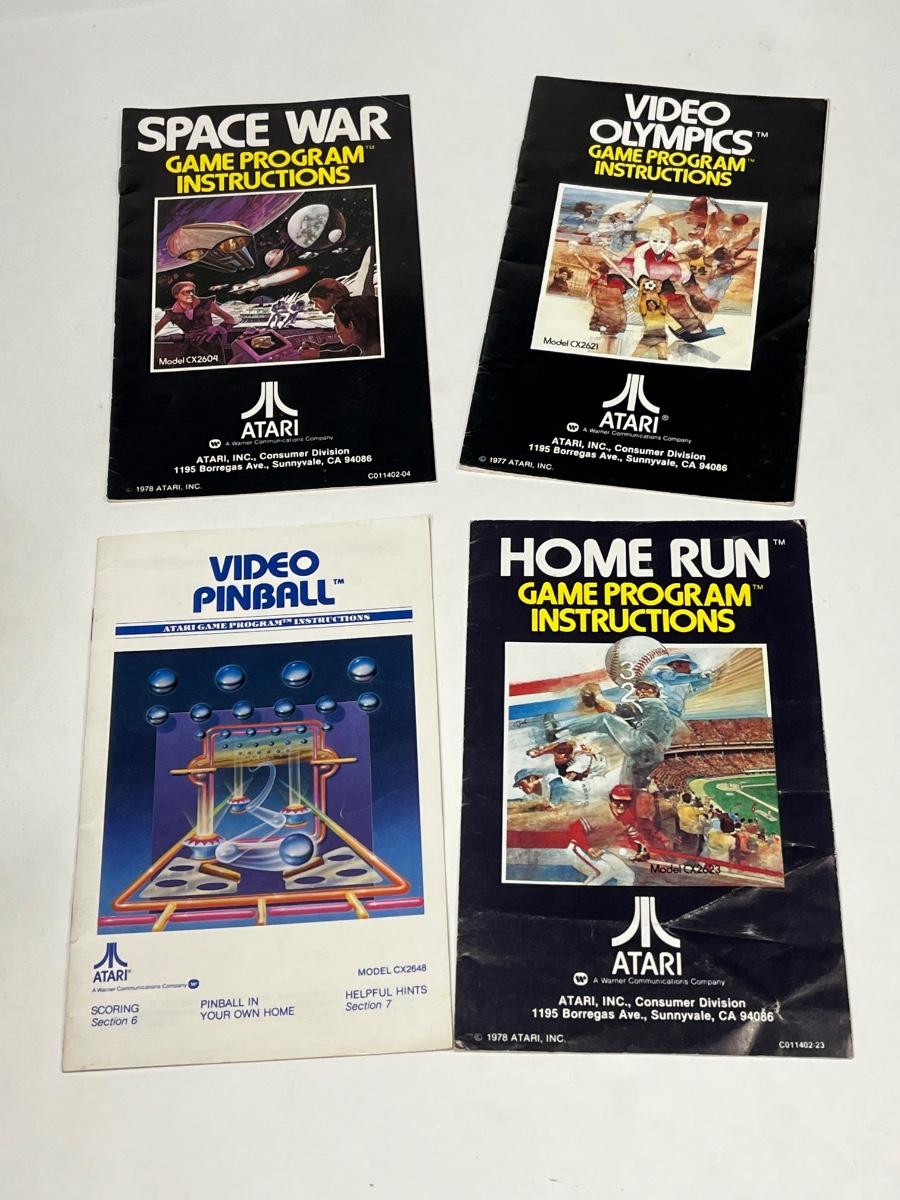 SPACE WAR
GAME PROGRAM™
INSTRUCTIONS
Model CX2604
ATARI
A Warner Communications Company
ATARI, INC., Consumer Division
1195 Borregas Ave., Sunnyvale, CA 94086
© 1978 ATARI, INC.
C011402-04
VIDEO
OLYMPICS™
GAME PROGRAM™
INSTRUCTIONS
Model CX2621
ATARI®
A Warner Communications Company
ATARI, INC., Consumer Division
1195 Borregas Ave., Sunnyvale, CA 94086
© 1977 ATARI, INC.
VIDEO
PINBALL™
ATARI GAME PROGRAM™ INSTRUCTIONS
ATARI®
A Warner Communications Company
MODEL CX2648
SCORING
Section 6
PINBALL IN
YOUR OWN HOME
HELPFUL HINTS
Section 7
HOME RUN™
GAME PROGRAM™
INSTRUCTIONS
3
2
Model CX2623
ATARI
A Warner Communications Company
ATARI, INC., Consumer Division
1195 Borregas Ave., Sunnyvale, CA 94086
© 1978 ATARI, INC.
C011402-23